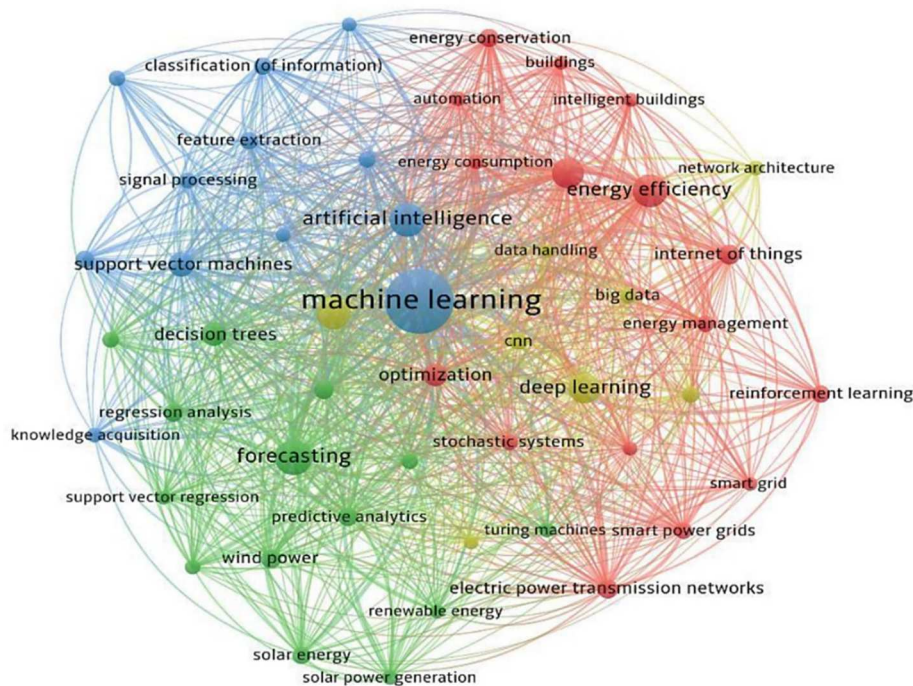 energy conservation
classification (of information)
buildings
automation
intelligent buildings
feature extraction
energy consumption
network architecture
signal processing
energy efficiency
artificial intelligence
data handling
internet of things
support vector machines
machine learning
big data
energy management
decision trees
cnn
optimization
deep learning
reinforcement learning
regression analysis
knowledge acquisition
stochastic systems
forecasting
smart grid
support vector regression
predictive analytics
turing machines
smart power grids
wind power
electric power transmission networks
renewable energy
solar energy
solar power generation